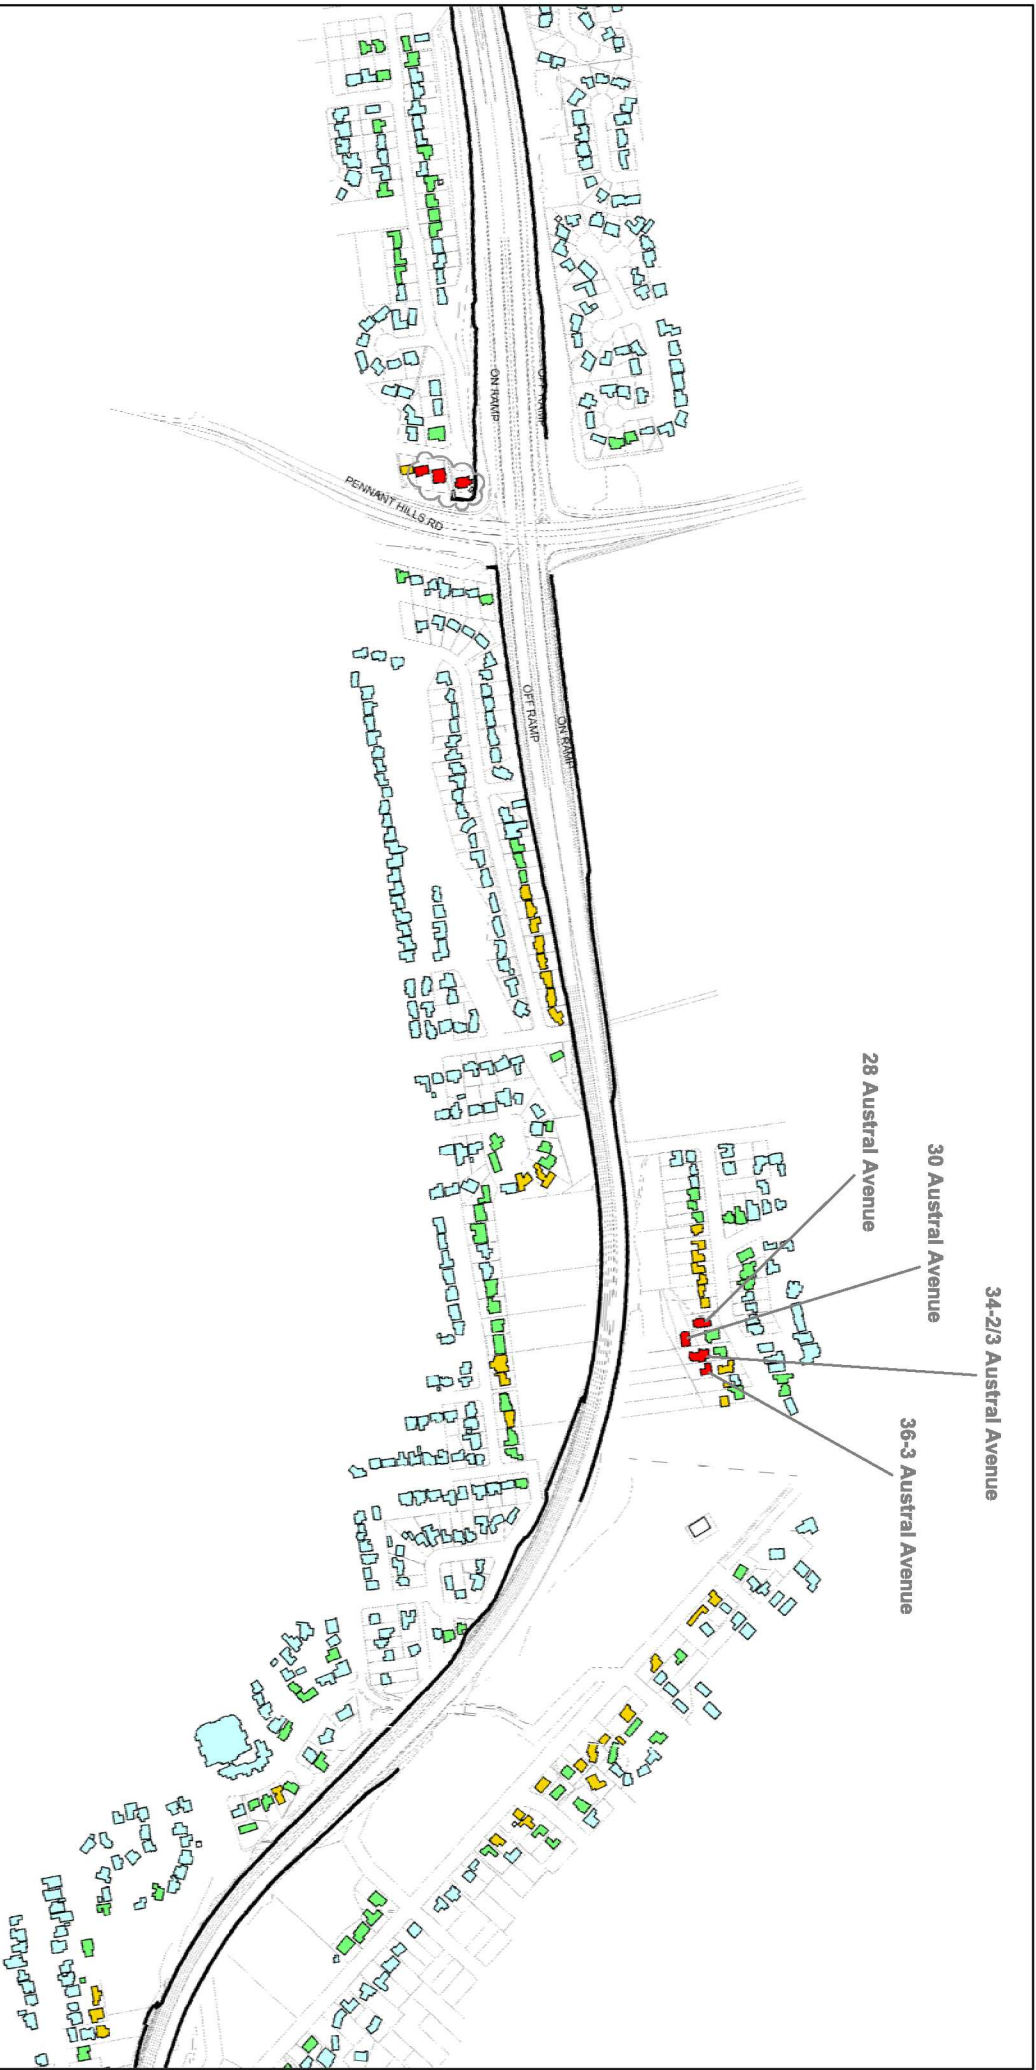 ON RAMP
OFF RAMP
PENNANT HILLS RD
OFF RAMP
ON RAMP
28 Austral Avenue
30 Austral Avenue
34-2/3 Austral Avenue
36-3 Austral Avenue